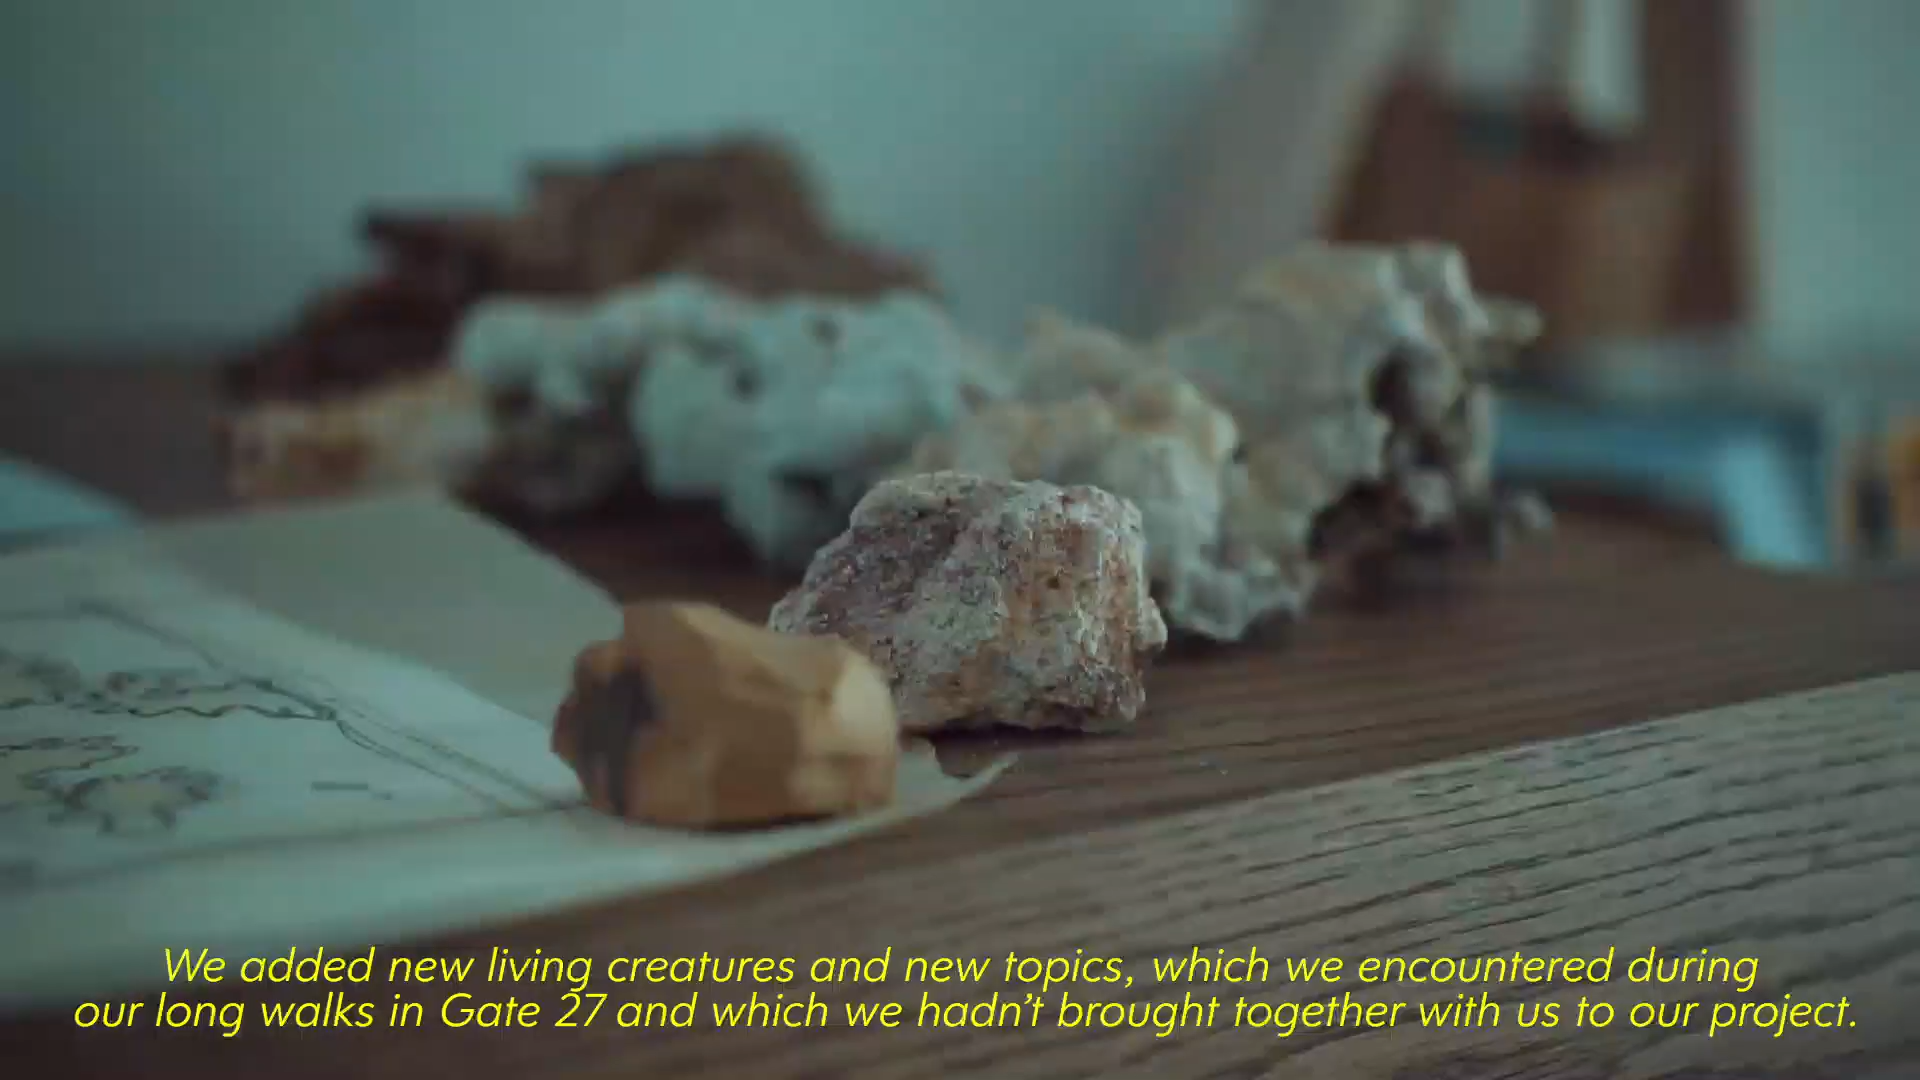 We added new living creatures and new topics, which we encountered during
our long walks in Gate 27 and which we hadn't brought together with us to our project.